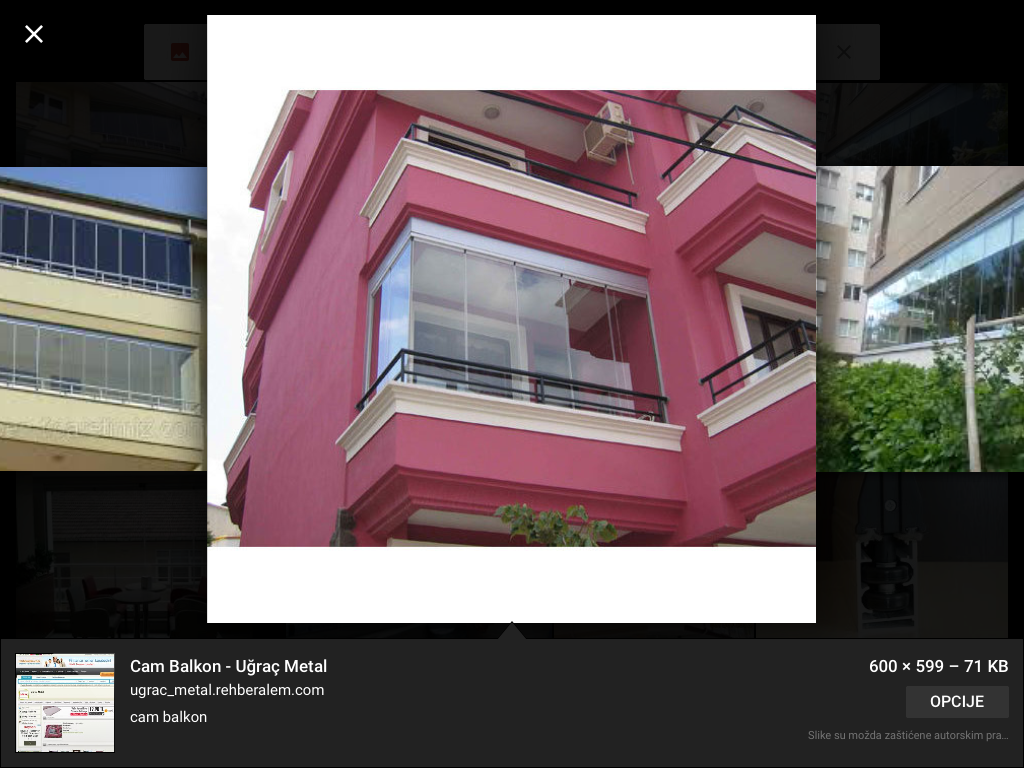 Cam Balkon - Uğraç Metal
600 × 599 – 71 KB
ugrac_metal.rehberalem.com
OPCIJE
cam balkon
Slike su možda zaštićene autorskim pra...